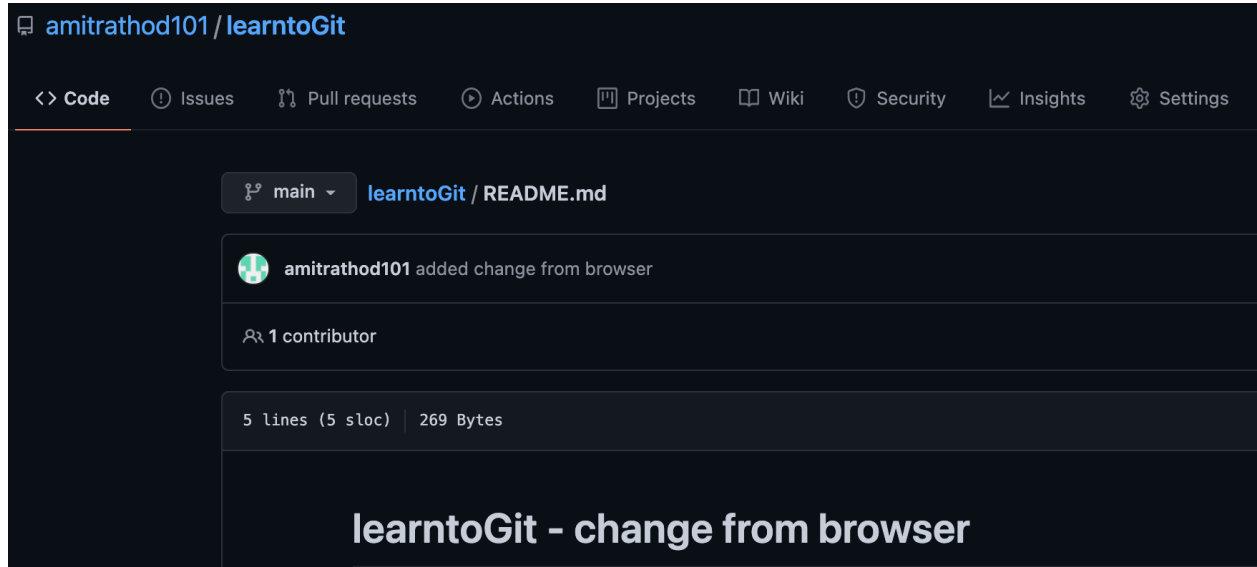 amitrathod101 / learntoGit
Code Issues Pull requests Actions Projects Wiki Security Insights Settings
main learntoGit / README.md
amitrathod101 added change from browser
1 contributor
5 lines (5 sloc) 269 Bytes
learntoGit - change from browser